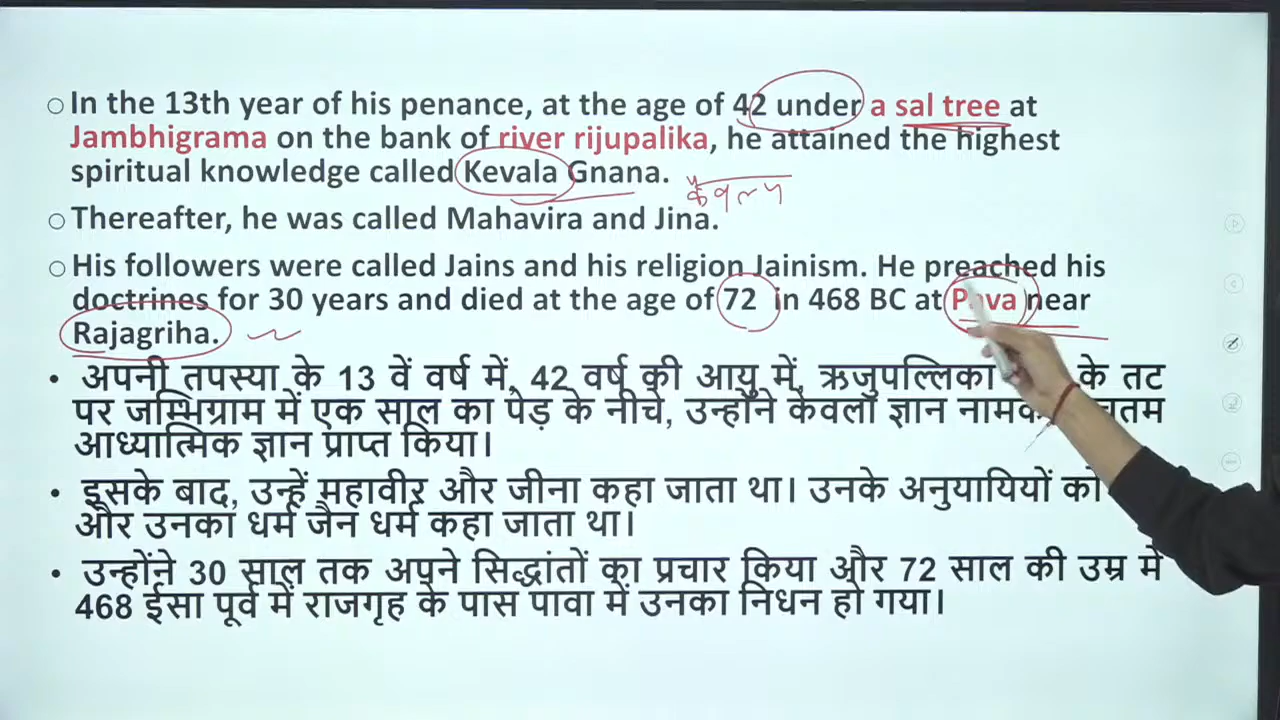 In the 13th year of his penance, at the age of 42 under a sal tree at
Jambhigrama on the bank of river rijupalika, he attained the highest
spiritual knowledge called Kevala Gnana.
Thereafter, he was called Mahavira and Jina.
His followers were called Jains and his religion Jainism. He preached his
doctrines for 30 years and died at the age of 72 in 468 BC at Pava near
Rajagriha.
अपनी तपस्या के 13 वें वर्ष में, 42 वर्ष की आयु में, ऋजुपल्लिका के तट
पर जम्भिग्राम में एक साल का पेड़ के नीचे, उन्होंने केवला ज्ञान
आध्यात्मिक ज्ञान प्राप्त किया।
इसके बाद, उन्हें महावीर और जीना कहा जाता था। उनके अनुयायियों को
और उनका धर्म जैन धर्म कहा जाता था।
उन्होंने 30 साल तक अपने सिद्धांतों का प्रचार किया और 72 साल की उम्र में
468 ईसा पूर्व में राजगृह के पास पावा में उनका निधन हो गया।